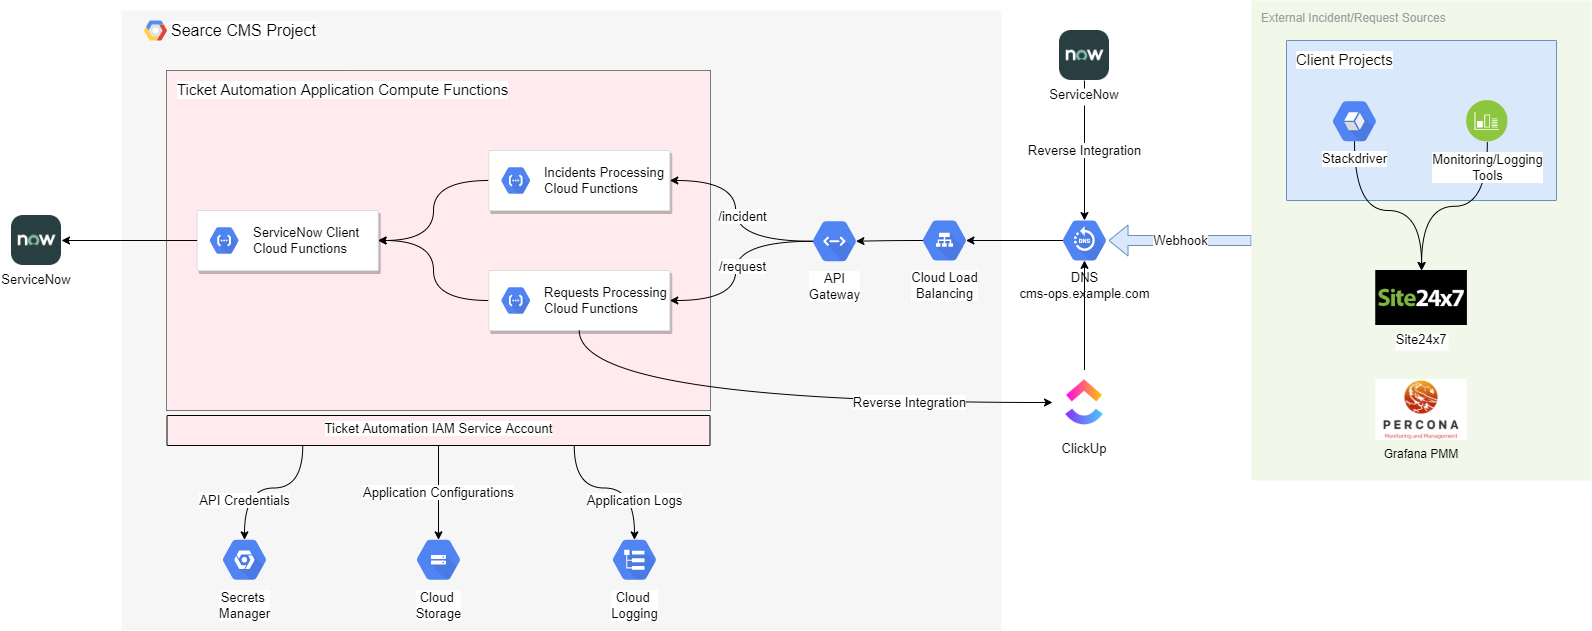 Searce CMS Project
Ticket Automation Application Compute Functions
Incidents Processing
Cloud Functions
ServiceNow Client
Cloud Functions
Requests Processing
Cloud Functions
now
ServiceNow
/incident
/request
API
Gateway
Cloud Load
Balancing
now
ServiceNow
Reverse Integration
DNS
DNS
cms-ops.example.com
Webhook
Reverse Integration
ClickUp
Ticket Automation IAM Service Account
API Credentials
Application Configurations
Application Logs
Secrets
Manager
Cloud
Storage
Cloud
Logging
External Incident/Request Sources
Client Projects
Stackdriver
Monitoring/Logging
Tools
Site24x7
Site24x7
PERCONA
Monitoring and Management
Grafana PMM